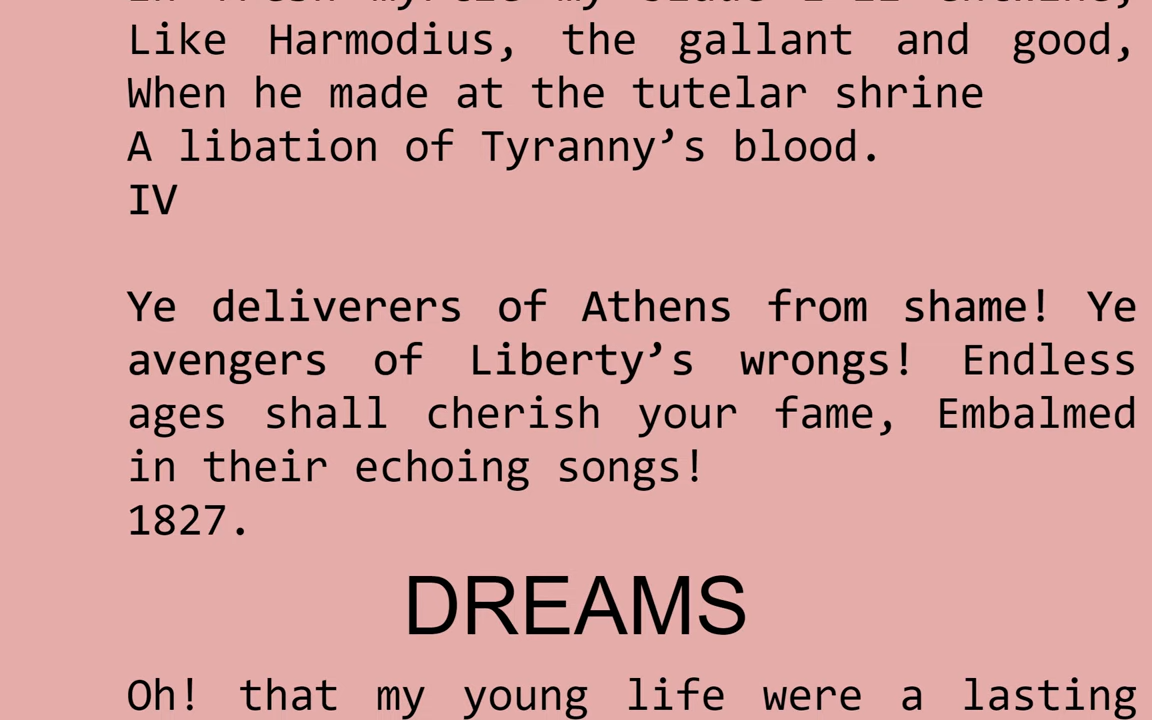 Like Harmodius, the gallant and good,
When he made at the tutelar shrine
A libation of Tyranny’s blood.
IV
Ye deliverers of Athens from shame! Ye
avengers of Liberty’s wrongs! Endless
ages shall cherish your fame, Embalmed
in their echoing songs!
1827.
DREAMS
Oh! that my young life were a lasting